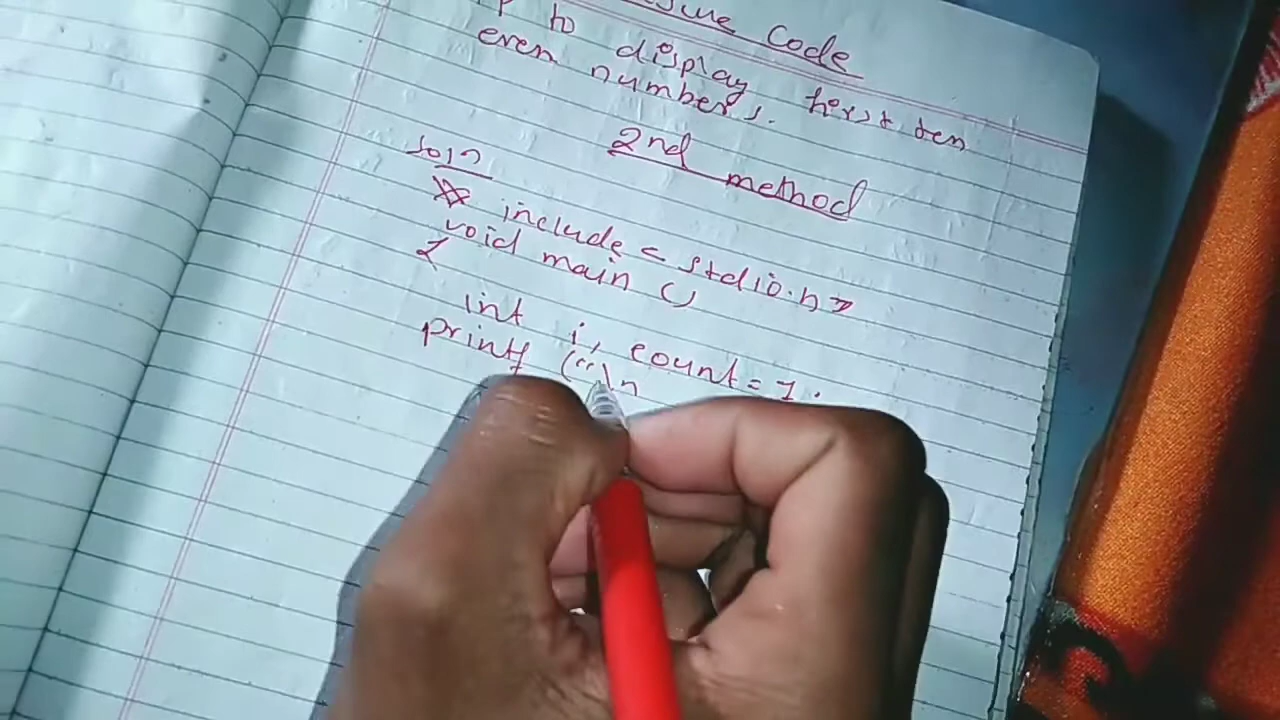 Code
to display first ten
even numbers.
2nd method
Soln
include < stdio.h>
void main ()
{
int i, count = 1;
printf ("\n